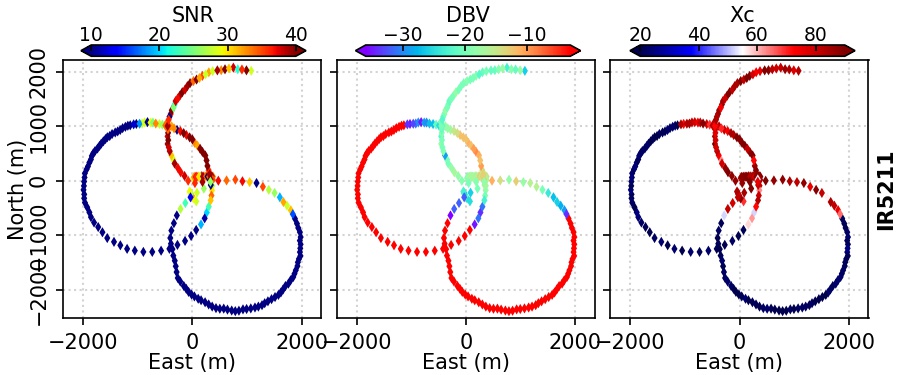 SNR DBV Xc
10 20 30 40 −30 −20 −10 20 40 60 80
2000
1000
0
−1000
−2000
North (m)
IR5211
−2000 0 2000 −2000 0 2000 −2000 0 2000
East (m) East (m) East (m)